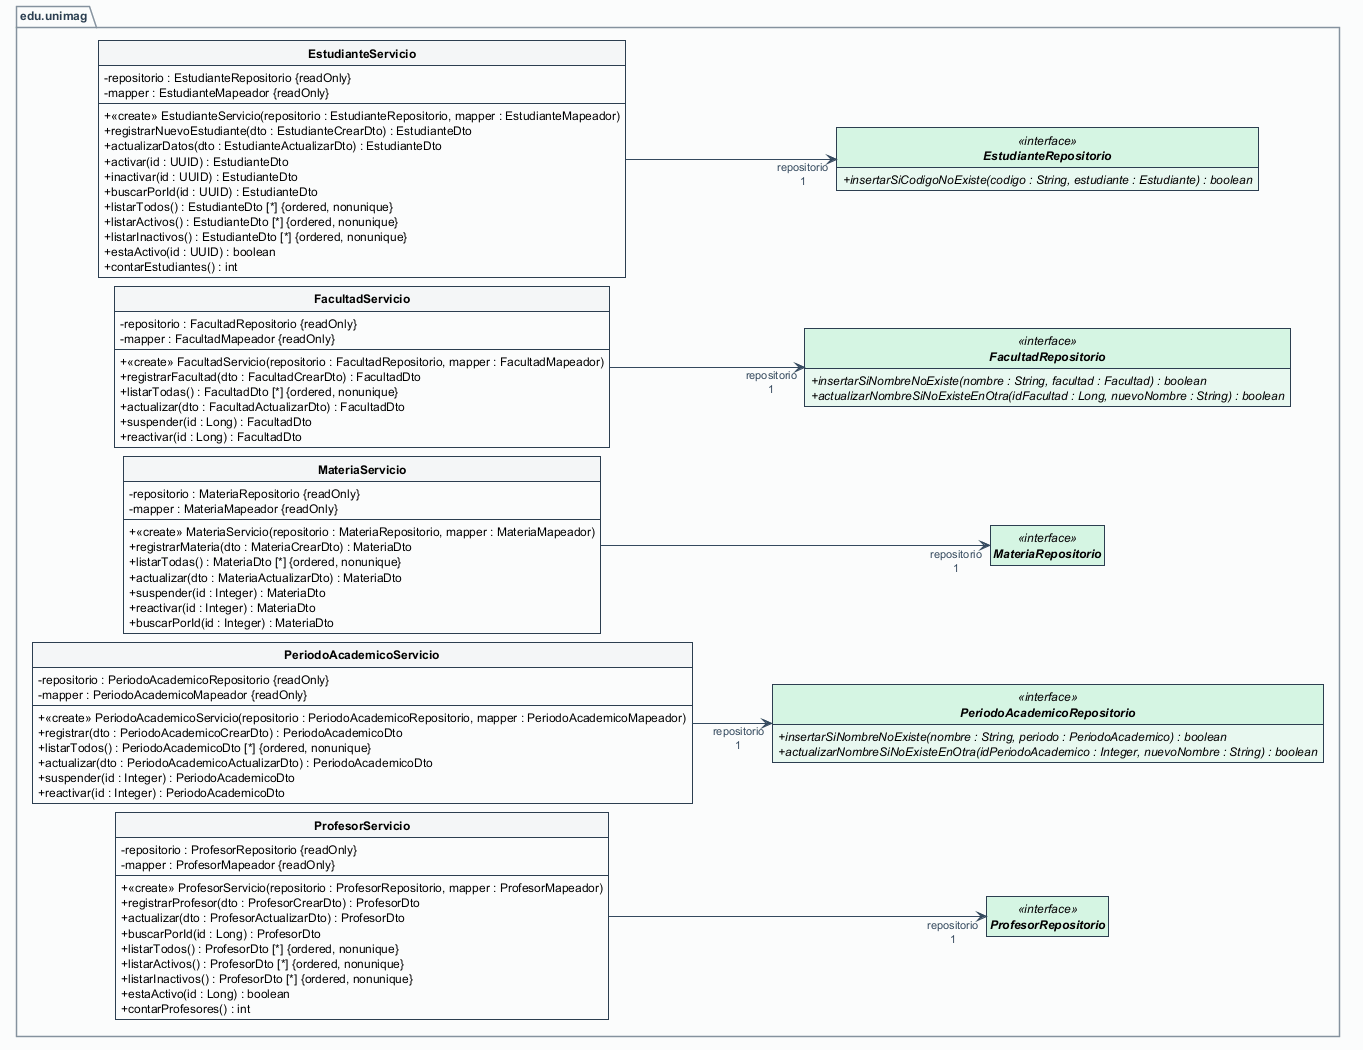 edu.unimag
EstudianteServicio
-repositorio : EstudianteRepositorio {readOnly}
-mapper : EstudianteMapeador {readOnly}
+«create» EstudianteServicio(repositorio : EstudianteRepositorio, mapper : EstudianteMapeador)
+registrarNuevoEstudiante(dto : EstudianteCrearDto) : EstudianteDto
+actualizarDatos(dto : EstudianteActualizarDto) : EstudianteDto
+activar(id : UUID) : EstudianteDto
+inactivar(id : UUID) : EstudianteDto
+buscarPorId(id : UUID) : EstudianteDto
+listarTodos() : EstudianteDto [*] {ordered, nonunique}
+listarActivos() : EstudianteDto [*] {ordered, nonunique}
+listarInactivos() : EstudianteDto [*] {ordered, nonunique}
+estaActivo(id : UUID) : boolean
+contarEstudiantes() : int
repositorio
1
«interface»
EstudianteRepositorio
+insertarSiCodigoNoExiste(codigo : String, estudiante : Estudiante) : boolean
FacultadServicio
-repositorio : FacultadRepositorio {readOnly}
-mapper : FacultadMapeador {readOnly}
+«create» FacultadServicio(repositorio : FacultadRepositorio, mapper : FacultadMapeador)
+registrarFacultad(dto : FacultadCrearDto) : FacultadDto
+listarTodas() : FacultadDto [*] {ordered, nonunique}
+actualizar(dto : FacultadActualizarDto) : FacultadDto
+suspender(id : Long) : FacultadDto
+reactivar(id : Long) : FacultadDto
repositorio
1
«interface»
FacultadRepositorio
+insertarSiNombreNoExiste(nombre : String, facultad : Facultad) : boolean
+actualizarNombreSiNoExisteEnOtra(idFacultad : Long, nuevoNombre : String) : boolean
MateriaServicio
-repositorio : MateriaRepositorio {readOnly}
-mapper : MateriaMapeador {readOnly}
+«create» MateriaServicio(repositorio : MateriaRepositorio, mapper : MateriaMapeador)
+registrarMateria(dto : MateriaCrearDto) : MateriaDto
+listarTodas() : MateriaDto [*] {ordered, nonunique}
+actualizar(dto : MateriaActualizarDto) : MateriaDto
+suspender(id : Integer) : MateriaDto
+reactivar(id : Integer) : MateriaDto
+buscarPorId(id : Integer) : MateriaDto
repositorio
1
«interface»
MateriaRepositorio
PeriodoAcademicoServicio
-repositorio : PeriodoAcademicoRepositorio {readOnly}
-mapper : PeriodoAcademicoMapeador {readOnly}
+«create» PeriodoAcademicoServicio(repositorio : PeriodoAcademicoRepositorio, mapper : PeriodoAcademicoMapeador)
+registrar(dto : PeriodoAcademicoCrearDto) : PeriodoAcademicoDto
+listarTodos() : PeriodoAcademicoDto [*] {ordered, nonunique}
+actualizar(dto : PeriodoAcademicoActualizarDto) : PeriodoAcademicoDto
+suspender(id : Integer) : PeriodoAcademicoDto
+reactivar(id : Integer) : PeriodoAcademicoDto
repositorio
1
«interface»
PeriodoAcademicoRepositorio
+insertarSiNombreNoExiste(nombre : String, periodo : PeriodoAcademico) : boolean
+actualizarNombreSiNoExisteEnOtra(idPeriodoAcademico : Integer, nuevoNombre : String) : boolean
ProfesorServicio
-repositorio : ProfesorRepositorio {readOnly}
-mapper : ProfesorMapeador {readOnly}
+«create» ProfesorServicio(repositorio : ProfesorRepositorio, mapper : ProfesorMapeador)
+registrarProfesor(dto : ProfesorCrearDto) : ProfesorDto
+actualizar(dto : ProfesorActualizarDto) : ProfesorDto
+buscarPorId(id : Long) : ProfesorDto
+listarTodos() : ProfesorDto [*] {ordered, nonunique}
+listarActivos() : ProfesorDto [*] {ordered, nonunique}
+listarInactivos() : ProfesorDto [*] {ordered, nonunique}
+estaActivo(id : Long) : boolean
+contarProfesores() : int
repositorio
1
«interface»
ProfesorRepositorio